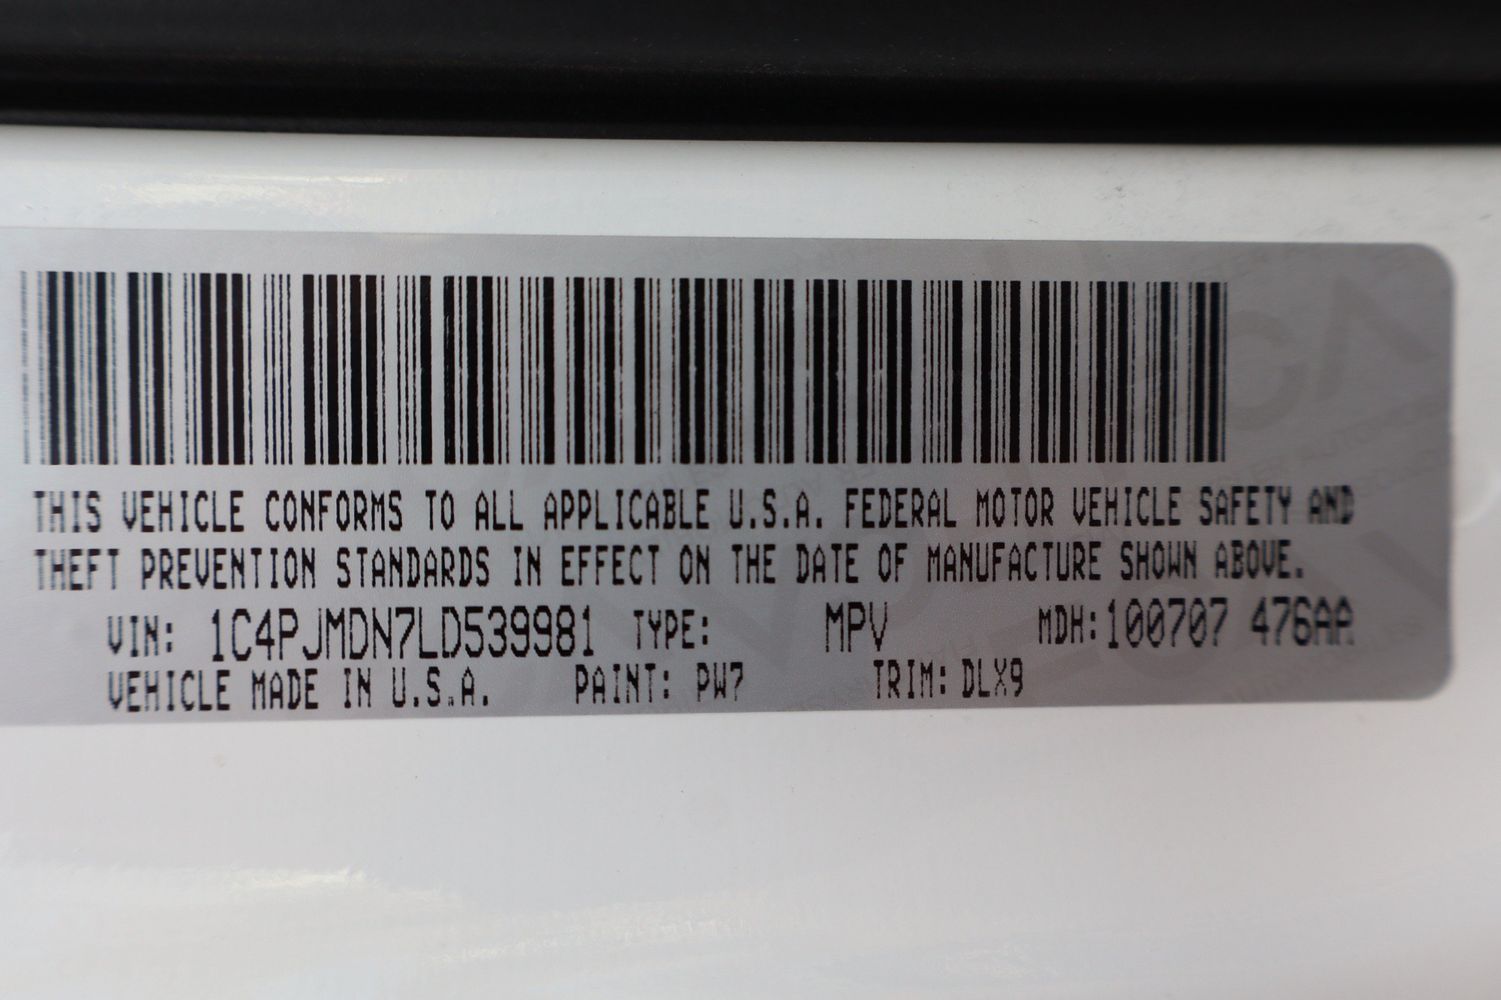 THIS VEHICLE CONFORMS TO ALL APPLICABLE U.S.A. FEDERAL MOTOR VEHICLE SAFETY AND
THEFT PREVENTION STANDARDS IN EFFECT ON THE DATE OF MANUFACTURE SHOWN ABOVE.
VIN: 1C4PJMDN7LD539981 TYPE: MPV MDH:100707 476AA
VEHICLE MADE IN U.S.A. PAINT: PW7 TRIM: DLX9